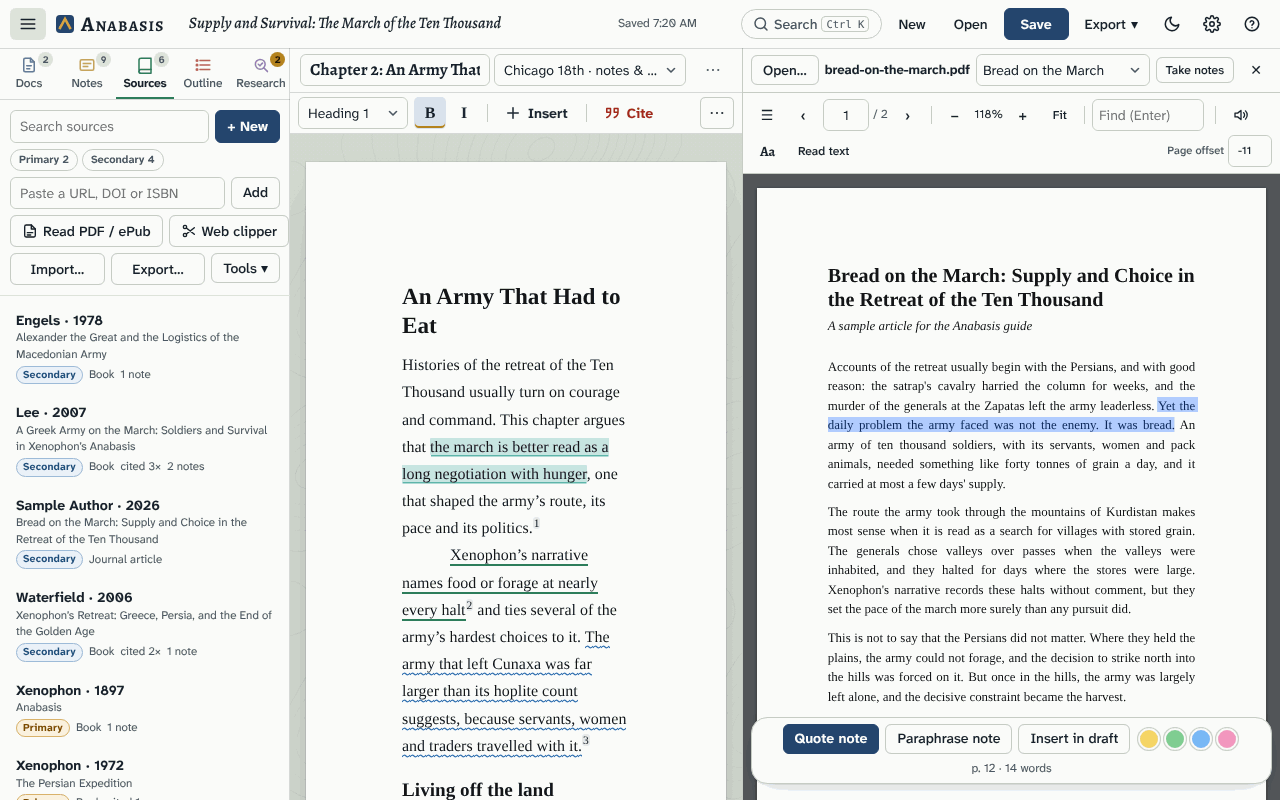 ANABASIS
Supply and Survival: The March of the Ten Thousand
Saved 7:20 AM
Search Ctrl K
New
Open
Save
Export ▾
Docs 2
Notes 9
Sources 6
Outline
Research 2
Search sources
+ New
Primary 2
Secondary 4
Paste a URL, DOI or ISBN
Add
Read PDF / ePub
Web clipper
Import...
Export...
Tools ▾
Engels · 1978
Alexander the Great and the Logistics of the
Macedonian Army
Secondary Book 1 note
Lee · 2007
A Greek Army on the March: Soldiers and Survival
in Xenophon's Anabasis
Secondary Book cited 3× 2 notes
Sample Author · 2026
Bread on the March: Supply and Choice in the
Retreat of the Ten Thousand
Secondary Journal article
Waterfield · 2006
Xenophon's Retreat: Greece, Persia, and the End of
the Golden Age
Secondary Book cited 2× 1 note
Xenophon · 1897
Anabasis
Primary Book 1 note
Xenophon · 1972
The Persian Expedition
Chapter 2: An Army That
Chicago 18th · notes & ...
...
Heading 1
B
I
+ Insert
Cite
...
An Army That Had to
Eat
Histories of the retreat of the Ten
Thousand usually turn on courage
and command. This chapter argues
that the march is better read as a
long negotiation with hunger, one
that shaped the army’s route, its
pace and its politics.1
Xenophon’s narrative
names food or forage at nearly
every halt2 and ties several of the
army’s hardest choices to it. The
army that left Cunaxa was far
larger than its hoplite count
suggests, because servants, women
and traders travelled with it.3
Living off the land
Open...
bread-on-the-march.pdf
Bread on the March
Take notes
✕
☰
‹
1 / 2
›
– 118% +
Fit
Find (Enter)
Aa
Read text
Page offset -11
Bread on the March: Supply and Choice in
the Retreat of the Ten Thousand
A sample article for the Anabasis guide
Accounts of the retreat usually begin with the Persians, and with good
reason: the satrap's cavalry harried the column for weeks, and the
murder of the generals at the Zapatas left the army leaderless. Yet the
daily problem the army faced was not the enemy. It was bread. An
army of ten thousand soldiers, with its servants, women and pack
animals, needed something like forty tonnes of grain a day, and it
carried at most a few days' supply.
The route the army took through the mountains of Kurdistan makes
most sense when it is read as a search for villages with stored grain.
The generals chose valleys over passes when the valleys were
inhabited, and they halted for days where the stores were large.
Xenophon's narrative records these halts without comment, but they
set the pace of the march more surely than any pursuit did.
This is not to say that the Persians did not matter. Where they held the
plains, the army could not forage, and the decision to strike north into
the hills was forced on it. But once in the hills, the army was largely
left alone, and the decisive constraint became the harvest.
Quote note
Paraphrase note
Insert in draft
p. 12 · 14 words